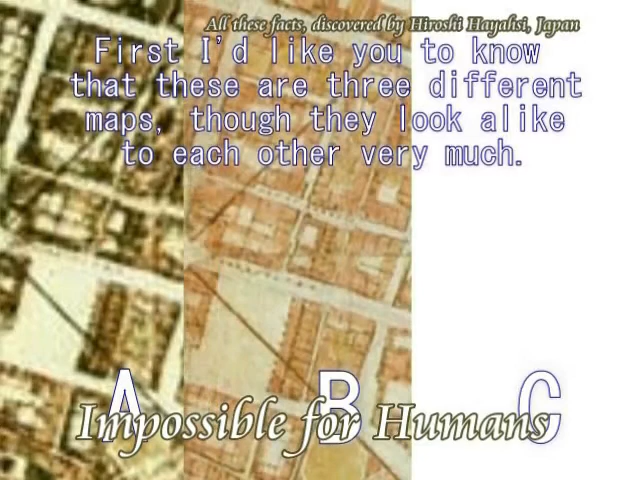 All these facts, discovered by Hiroshi Hayahsi, Japan
First I'd like you to know
that these are three different
maps, though they look alike
to each other very much.
A B C
Impossible for Humans